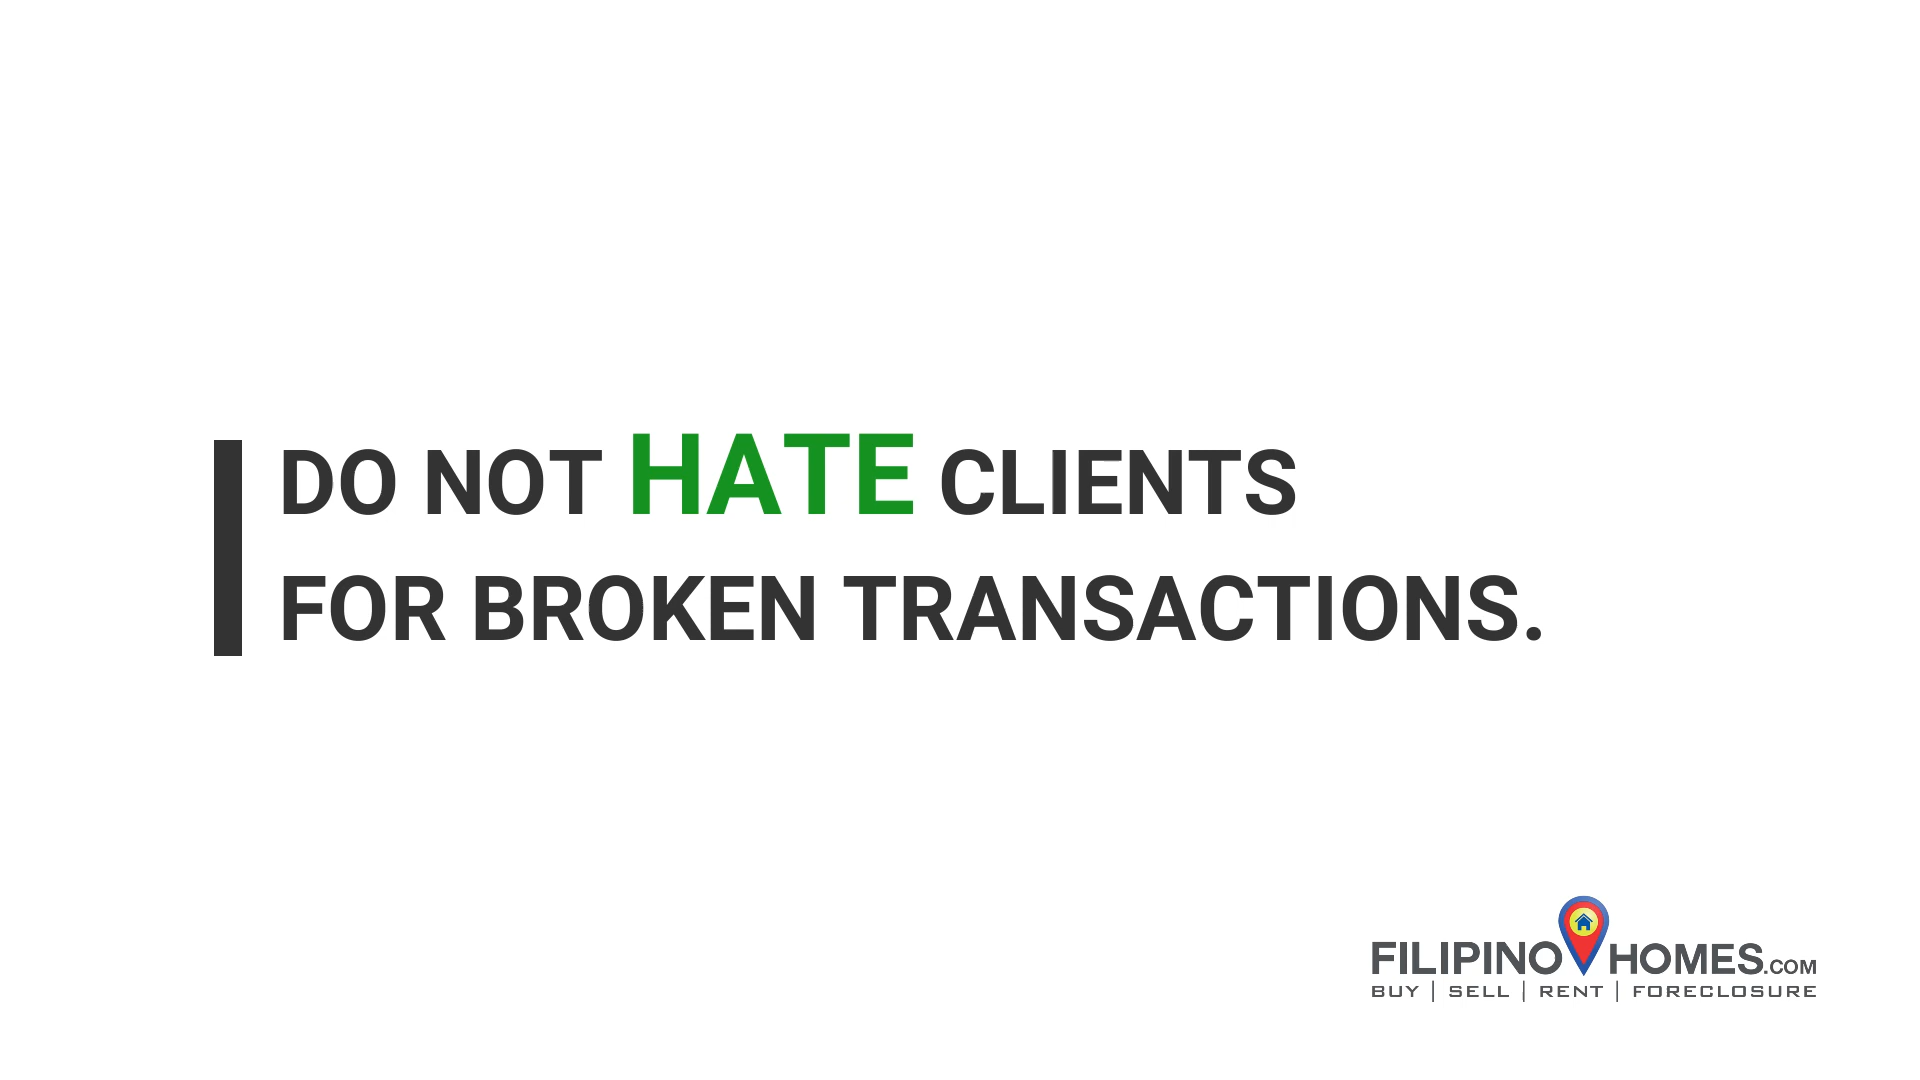 DO NOT HATE CLIENTS
FOR BROKEN TRANSACTIONS.
FILIPINO HOMES.COM
BUY | SELL | RENT | FORECLOSURE